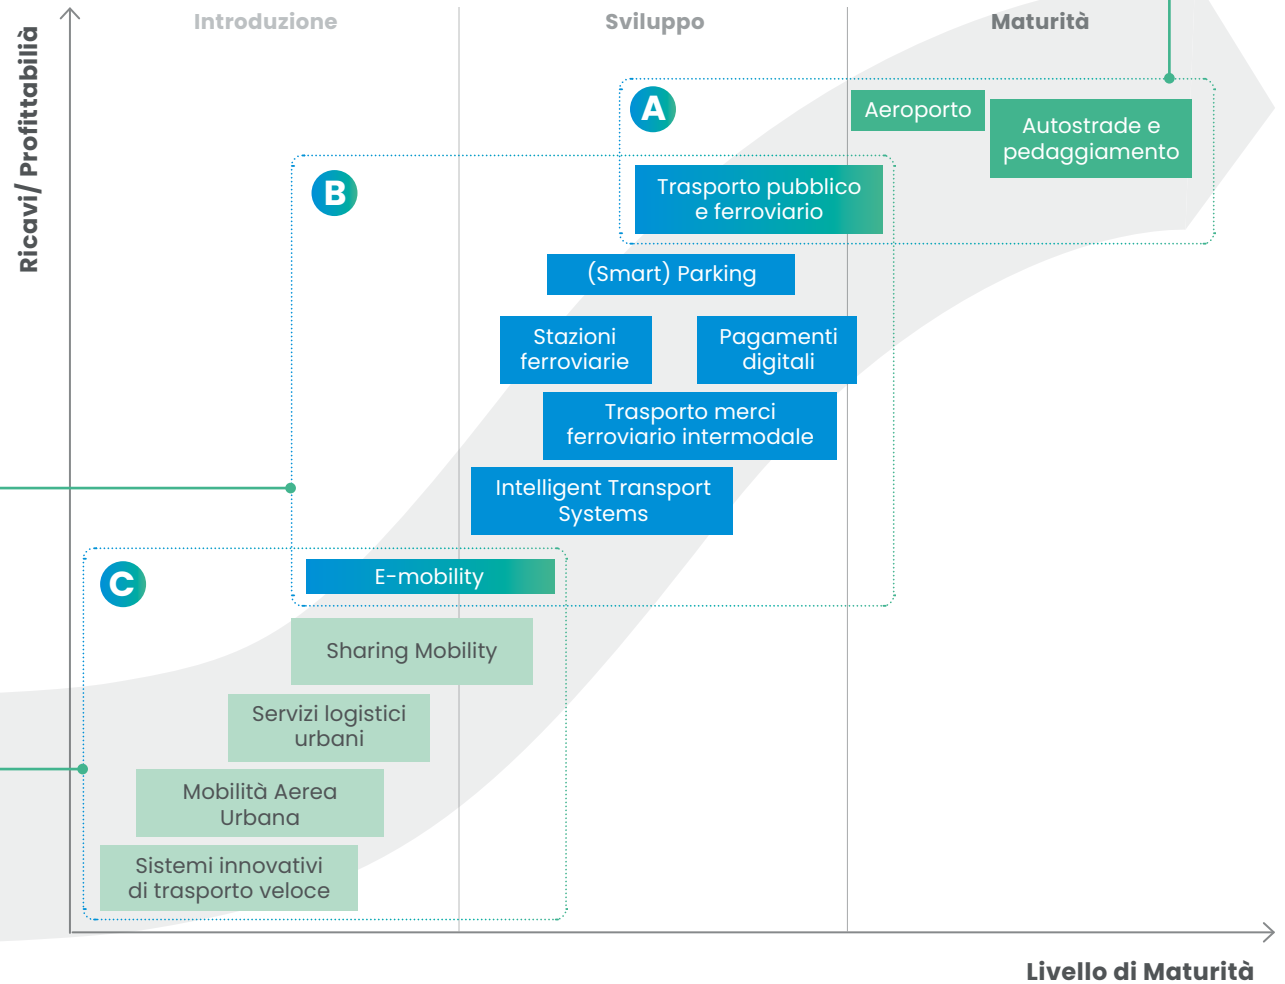 Introduzione
Sviluppo
Maturità
Ricavi/ Profittabilià
A
Aeroporto
Autostrade e
pedaggiamento
B
Trasporto pubblico
e ferroviario
(Smart) Parking
Stazioni
ferroviarie
Pagamenti
digitali
Trasporto merci
ferroviario intermodale
Intelligent Transport
Systems
C
E-mobility
Sharing Mobility
Servizi logistici
urbani
Mobilità Aerea
Urbana
Sistemi innovativi
di trasporto veloce
Livello di Maturità